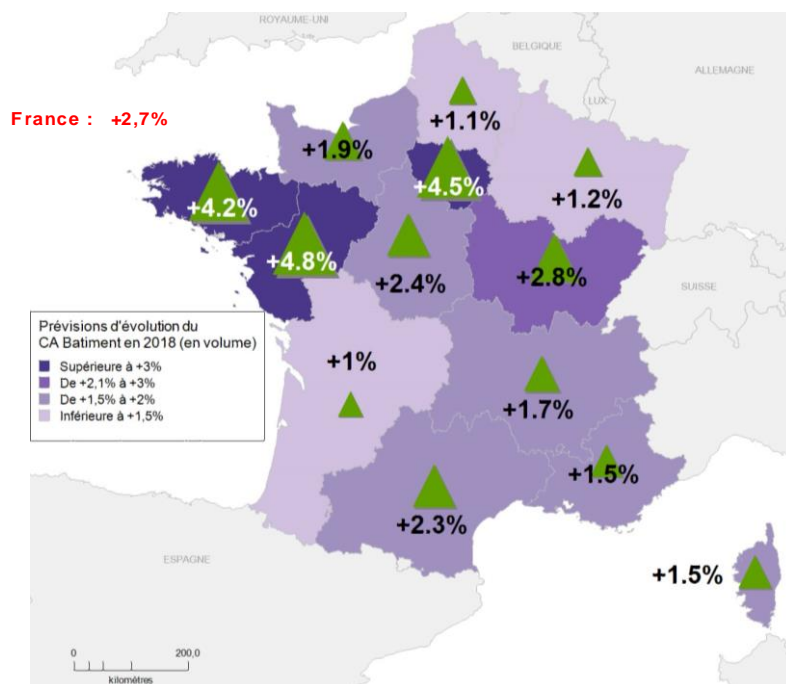 ROYAUME-UNI
BELGIQUE
ALLEMAGNE
LUX
France : +2,7%
+1.1%
+1.9%
+4.5%
+1.2%
+4.2%
+4.8%
+2.4%
+2.8%
SUISSE
Prévisions d'évolution du
CA Batiment en 2018 (en volume)
Supérieure à +3%
De +2,1% à +3%
De +1,5% à +2%
Inférieure à +1,5%
+1%
+1.7%
+1.5%
+2.3%
ESPAGNE
+1.5%
0 200,0
kilomètres